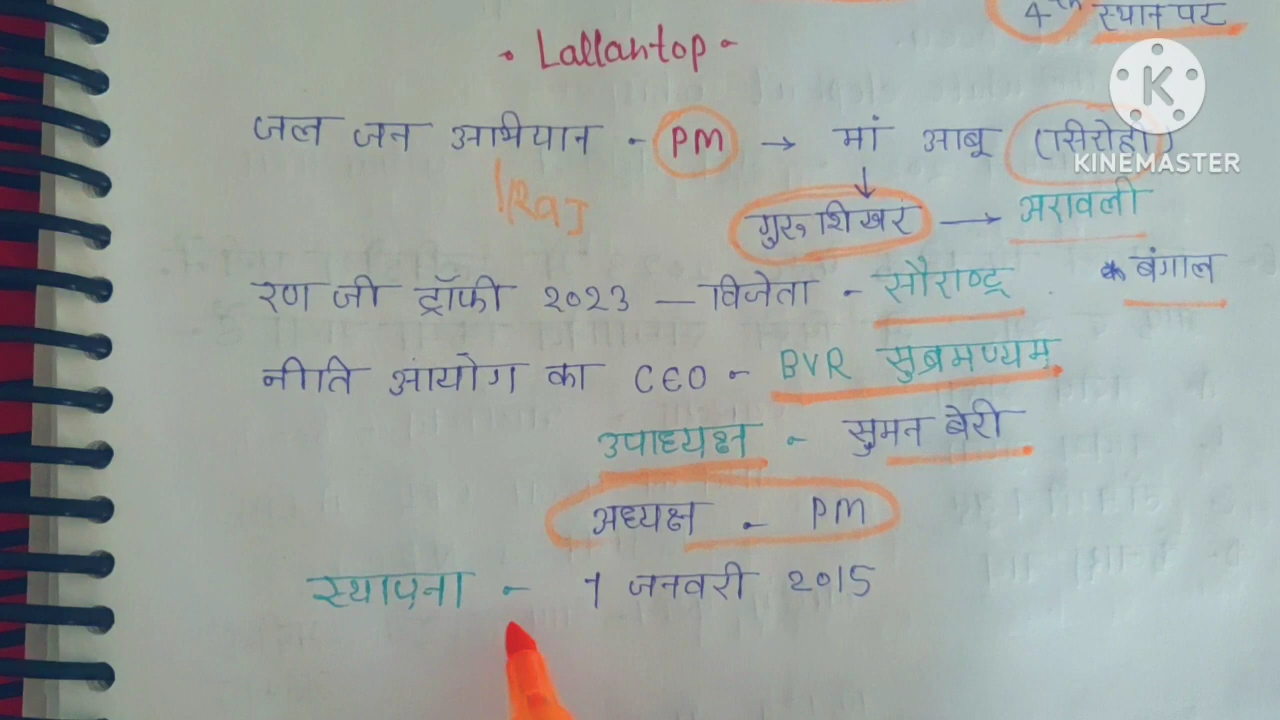 4th स्थान पर
• Lallantop -
जल जन अभियान - PM → मां आबू (सिरोही)
KINEMASTER
Raj
गुरु शिखर → अरावली
रण जी ट्रॉफी 2023 - विजेता - सौराष्ट्र * बंगाल
नीति आयोग का CEO - BVR सुब्रमण्यम
उपाध्यक्ष - सुमन बेरी
अध्यक्ष - PM
स्थापना - 1 जनवरी 2015